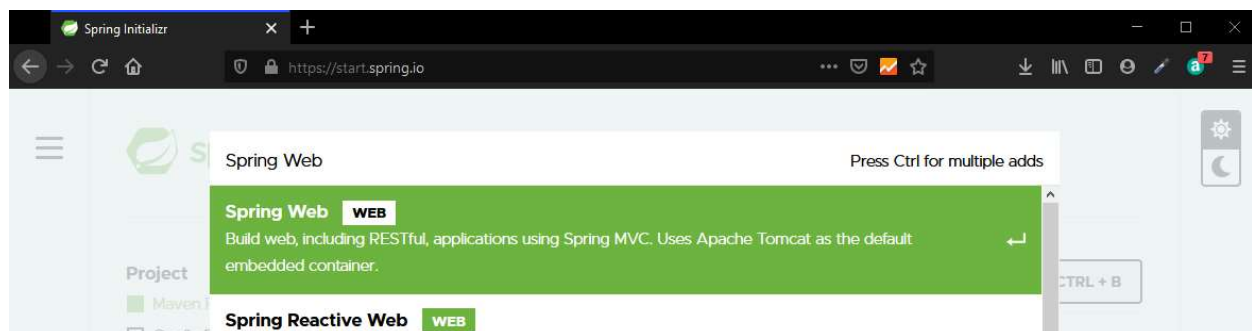 Spring Initializr
https://start.spring.io
7
a
Spring Web
Press Ctrl for multiple adds
Spring Web WEB
Build web, including RESTful, applications using Spring MVC. Uses Apache Tomcat as the default
embedded container.
Project
CTRL + B
Maven
Spring Reactive Web WEB